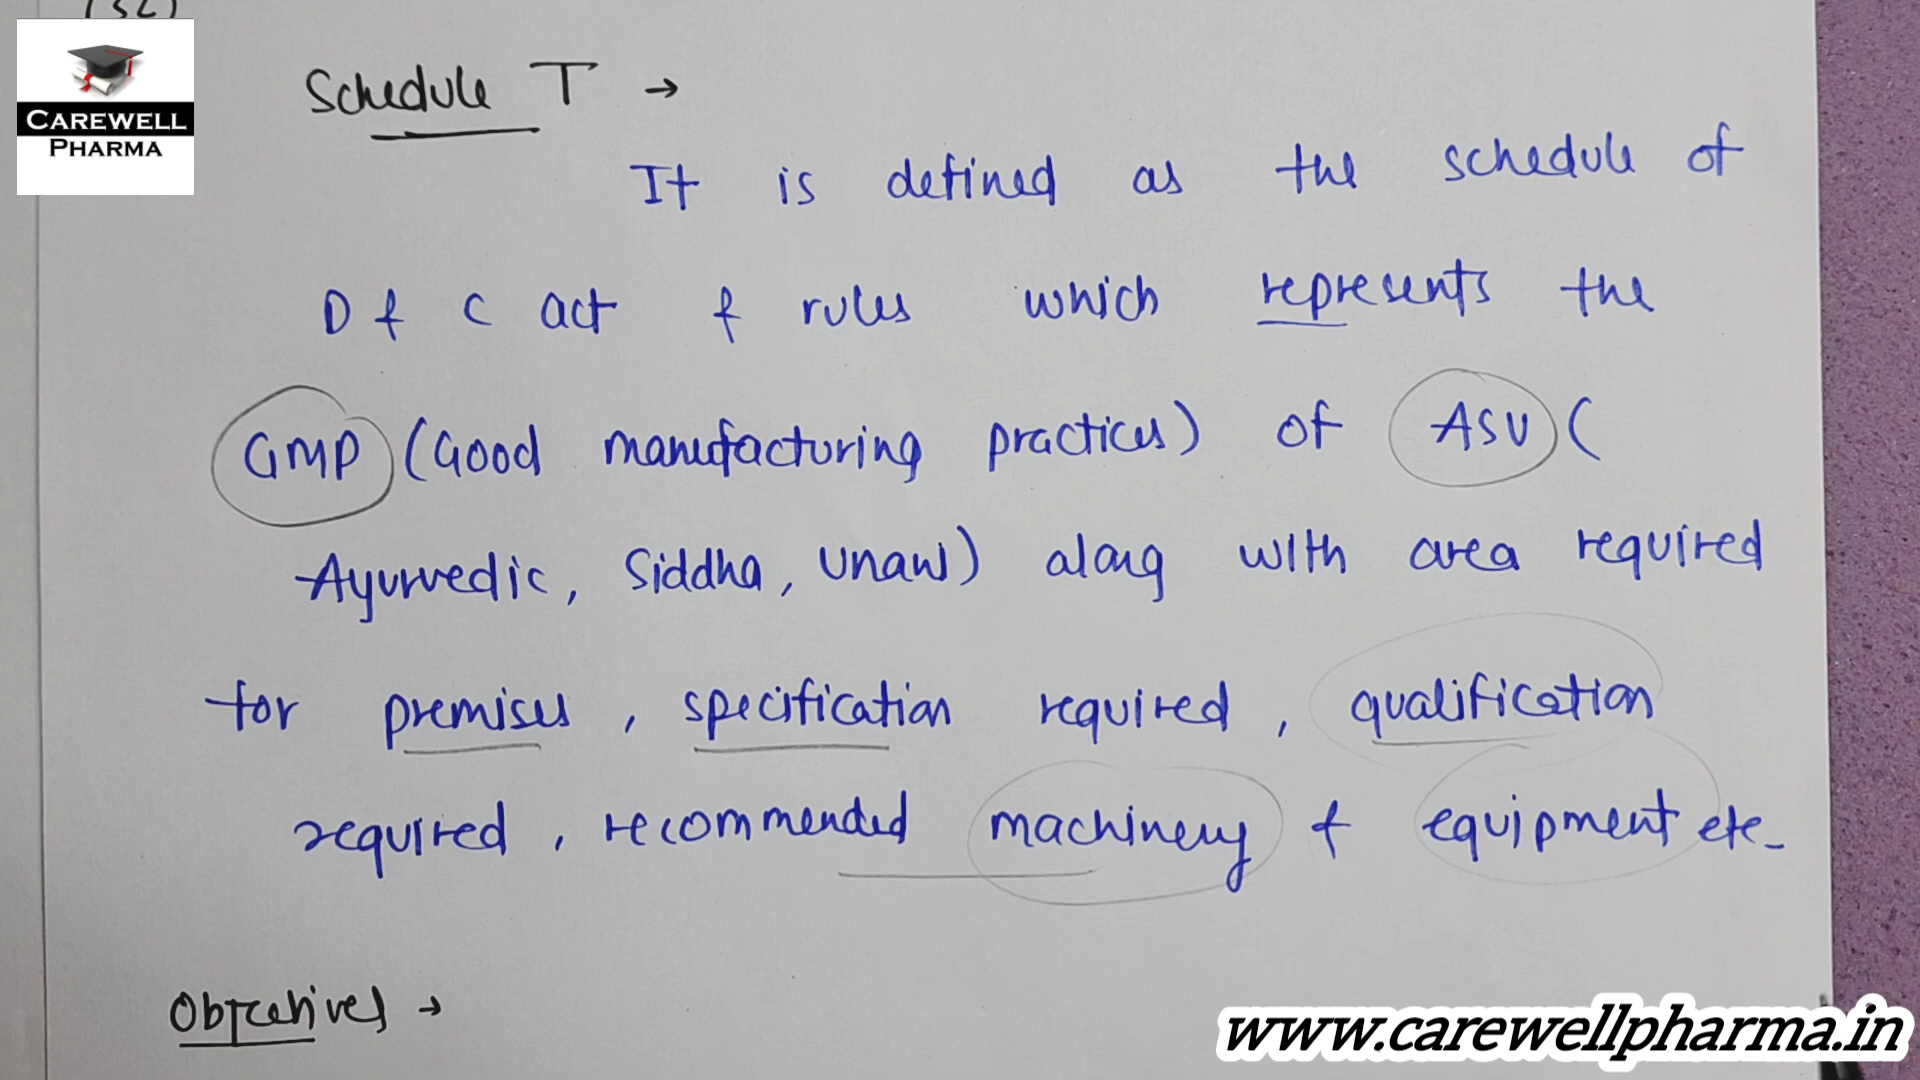 CAREWELL
PHARMA
Schedule T →
It is defined as the schedule of
D & C act & rules which represents the
GMP (Good manufacturing practices) of ASU (
Ayurvedic, Siddha, Unani) along with area required
for premises, specification required, qualification
required, recommended machinery & equipment etc.
Objectives →
www.carewellpharma.in